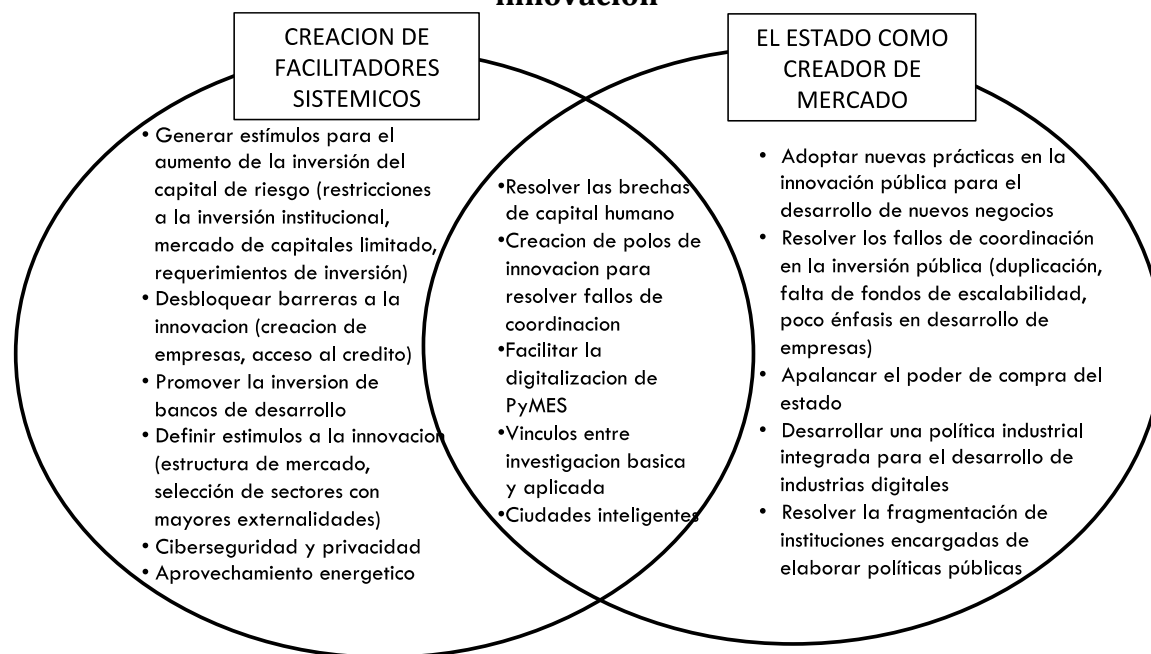 innovación
CREACION DE
FACILITADORES
SISTEMICOS
• Generar estímulos para el
aumento de la inversión del
capital de riesgo (restricciones
a la inversión institucional,
mercado de capitales limitado,
requerimientos de inversión)
• Desbloquear barreras a la
innovacion (creacion de
empresas, acceso al credito)
• Promover la inversion de
bancos de desarrollo
• Definir estimulos a la innovacion
(estructura de mercado,
selección de sectores con
mayores externalidades)
• Ciberseguridad y privacidad
• Aprovechamiento energetico
•Resolver las brechas
de capital humano
•Creacion de polos de
innovacion para
resolver fallos de
coordinacion
•Facilitar la
digitalizacion de
PyMES
•Vinculos entre
investigacion basica
y aplicada
•Ciudades inteligentes
EL ESTADO COMO
CREADOR DE
MERCADO
• Adoptar nuevas prácticas en la
innovación pública para el
desarrollo de nuevos negocios
• Resolver los fallos de coordinación
en la inversión pública (duplicación,
falta de fondos de escalabilidad,
poco énfasis en desarrollo de
empresas)
• Apalancar el poder de compra del
estado
• Desarrollar una política industrial
integrada para el desarrollo de
industrias digitales
• Resolver la fragmentación de
instituciones encargadas de
elaborar políticas públicas